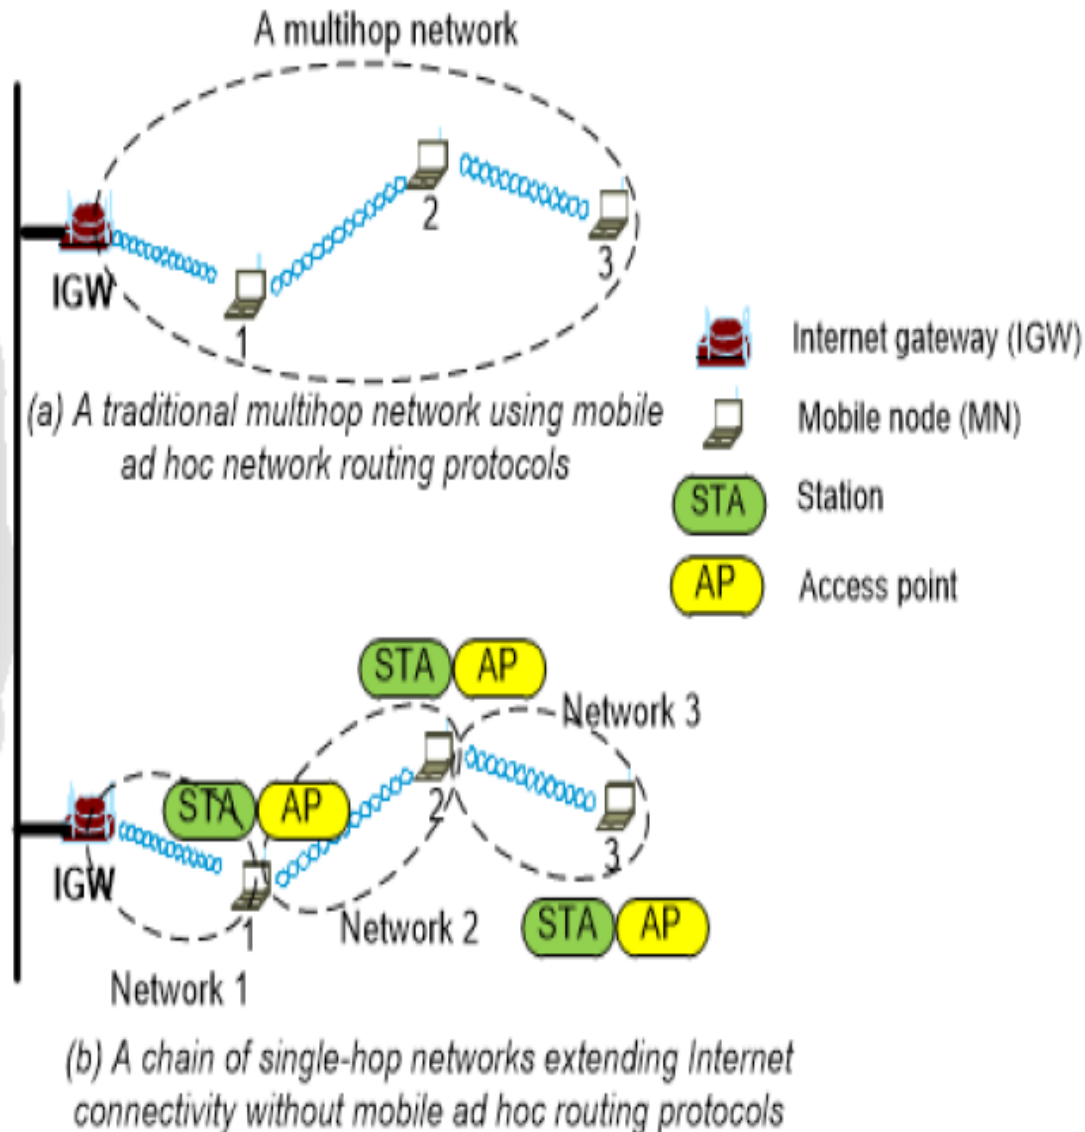 A multihop network
2
3
IGW
1
(a) A traditional multihop network using mobile
ad hoc network routing protocols
Internet gateway (IGW)
Mobile node (MN)
STA Station
AP Access point
STA AP
Network 3
STA AP
2
IGW
3
1
Network 2
STA AP
Network 1
(b) A chain of single-hop networks extending Internet
connectivity without mobile ad hoc routing protocols